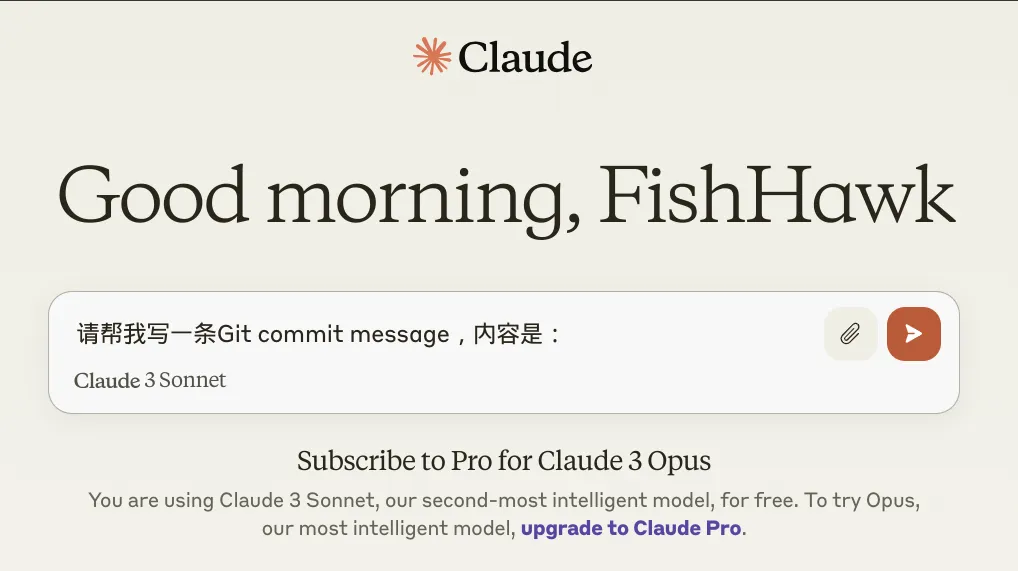 Claude
Good morning, FishHawk
请帮我写一条Git commit message，内容是：
Claude 3 Sonnet
Subscribe to Pro for Claude 3 Opus
You are using Claude 3 Sonnet, our second-most intelligent model, for free. To try Opus,
our most intelligent model, upgrade to Claude Pro.